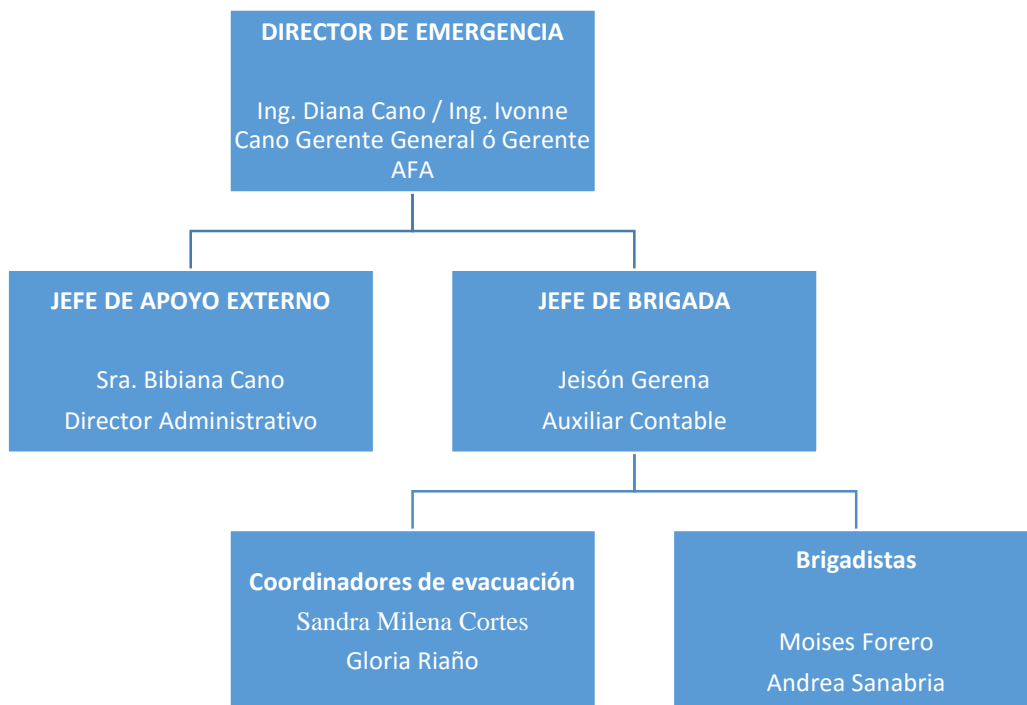 DIRECTOR DE EMERGENCIA
Ing. Diana Cano / Ing. Ivonne
Cano Gerente General ó Gerente
AFA
JEFE DE APOYO EXTERNO
Sra. Bibiana Cano
Director Administrativo
JEFE DE BRIGADA
Jeisón Gerena
Auxiliar Contable
Coordinadores de evacuación
Sandra Milena Cortes
Gloria Riaño
Brigadistas
Moises Forero
Andrea Sanabria